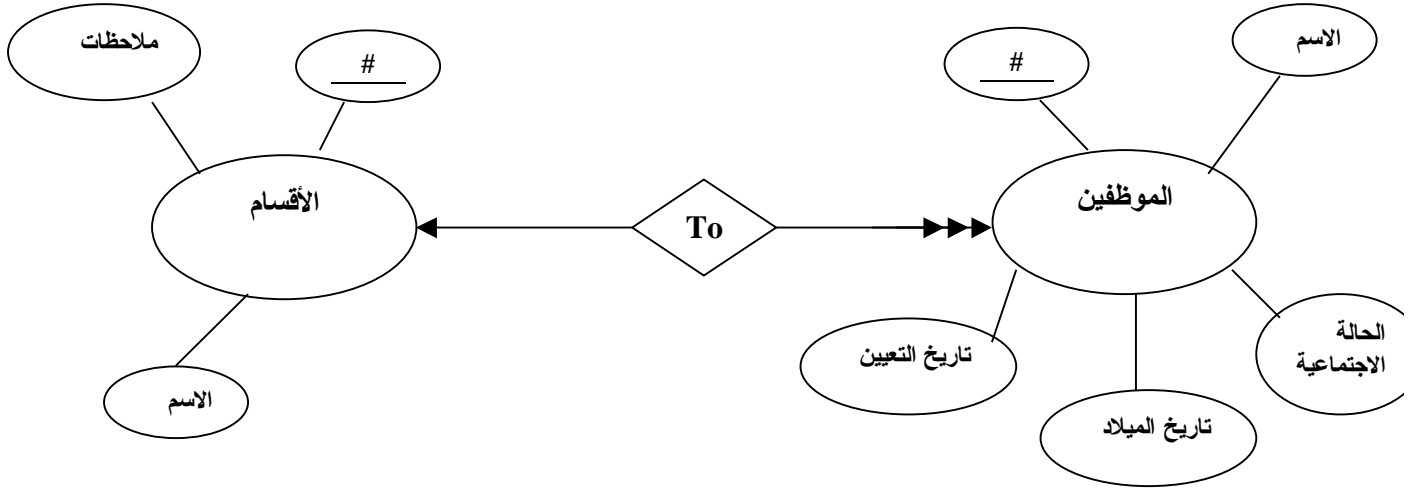 الاسم
#
#
ملاحظات
الموظفين
To
الأقسام
الحالة
الاجتماعية
تاريخ التعيين
تاريخ الميلاد
الاسم